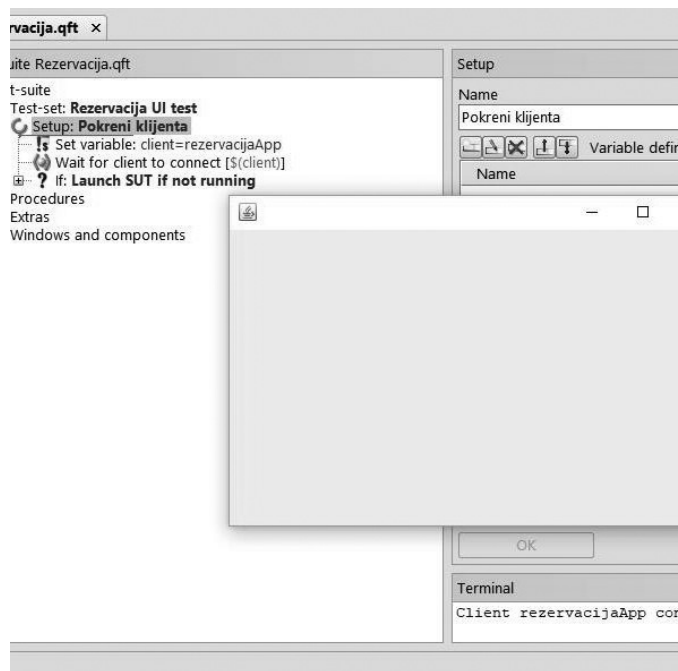 rvacija.qft ×
uite Rezervacija.qft
t-suite
Test-set: Rezervacija UI test
Setup: Pokreni klijenta
Set variable: client=rezervacijaApp
Wait for client to connect [$(client)]
If: Launch SUT if not running
Procedures
Extras
Windows and components
Setup
Name
Pokreni klijenta
Variable defin
Name
OK
Terminal
Client rezervacijaApp con